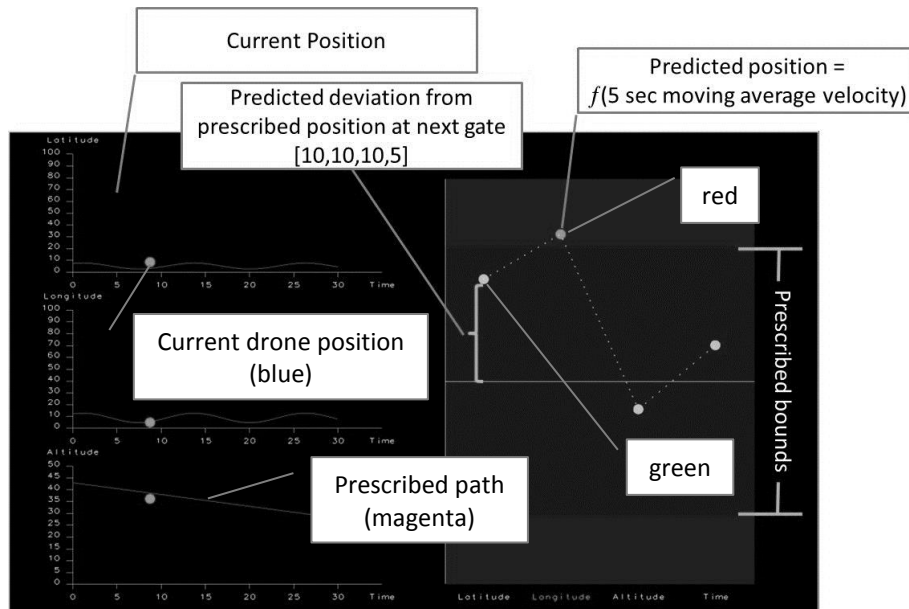 Current Position
Predicted position =
f(5 sec moving average velocity)
Predicted deviation from
prescribed position at next gate
[10,10,10,5]
red
Latitude
100
90
80
70
60
50
40
30
20
10
0
0 5 10 15 20 25 30 Time
Longitude
100
90
80
70
60
50
40
30
20
10
0
0 5 10 15 20 25 30 Time
Current drone position
(blue)
Altitude
50
45
40
35
30
25
20
15
10
5
0
0 5 10 15 20 25 30 Time
Prescribed path
(magenta)
green
Prescribed bounds
Latitude Longitude Altitude Time